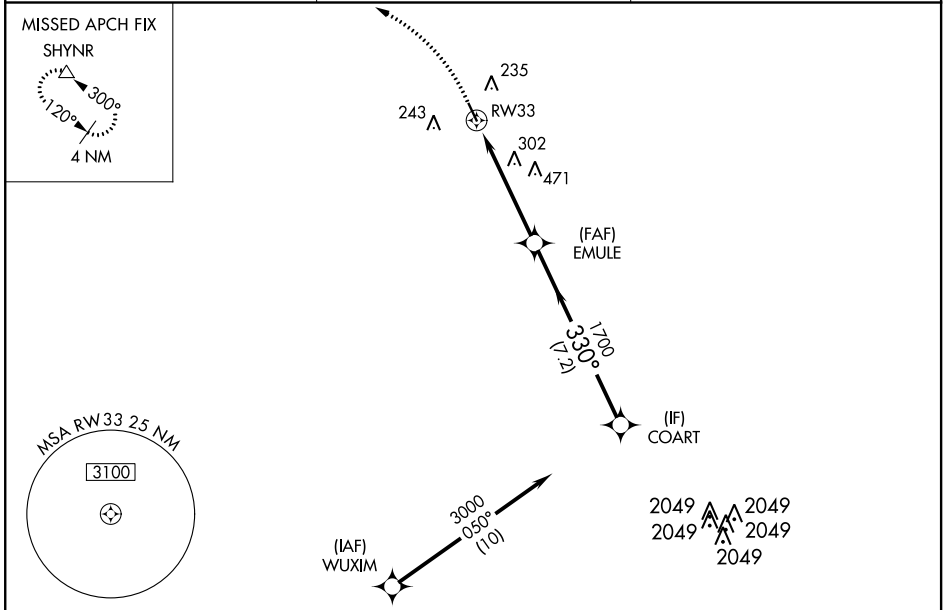 MISSED APCH FIX
SHYNR
300°
120°
4 NM
235
243
RW33
302
471
(FAF)
EMULE
1700
330°
(7.2)
(IF)
COART
MSA RW33 25 NM
3100
3000
050°
(10)
(IAF)
WUXIM
2049
2049
2049
2049
2049